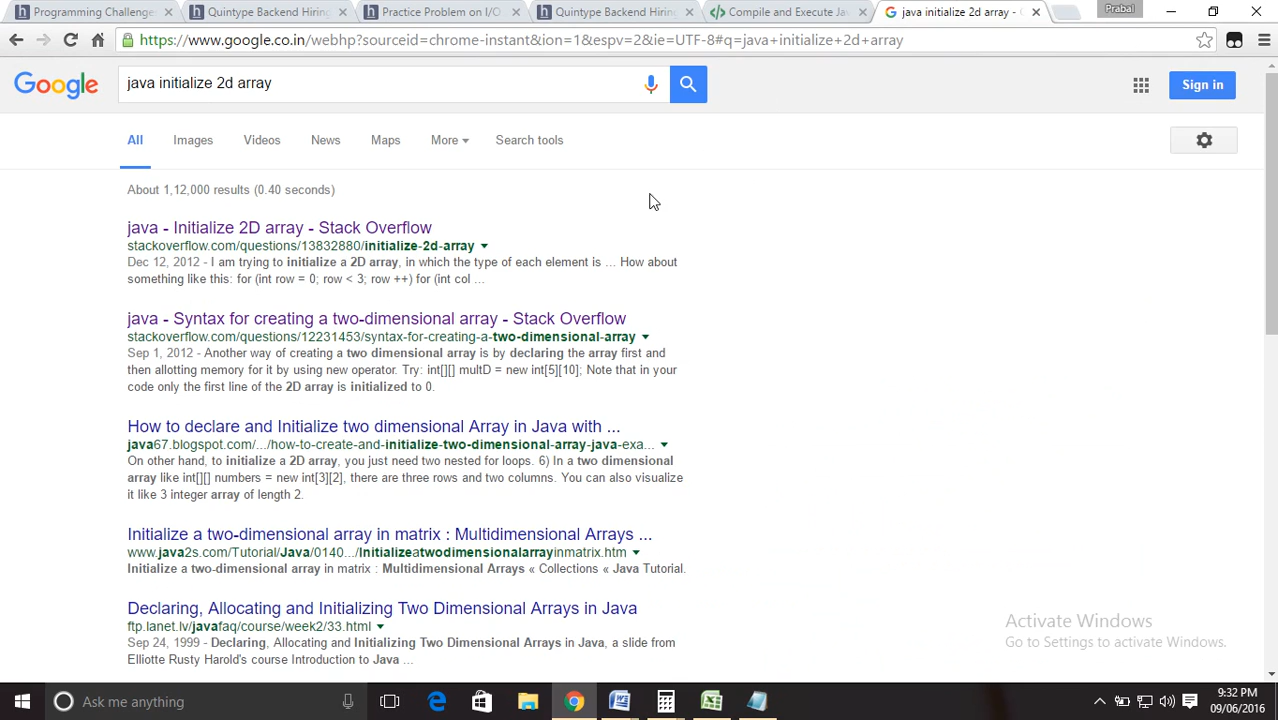 Programming Challenge
Quintype Backend Hiring
Practice Problem on I/O
Quintype Backend Hiring
Compile and Execute Java
java initialize 2d array -
Prabal
https://www.google.co.in/webhp?sourceid=chrome-instant&ion=1&espv=2&ie=UTF-8#q=java+initialize+2d+array
Google
java initialize 2d array
Sign in
All Images Videos News Maps More Search tools
About 1,12,000 results (0.40 seconds)
java - Initialize 2D array - Stack Overflow
stackoverflow.com/questions/13832880/initialize-2d-array
Dec 12, 2012 - I am trying to initialize a 2D array, in which the type of each element is ... How about
something like this: for (int row = 0; row < 3; row ++) for (int col ...
java - Syntax for creating a two-dimensional array - Stack Overflow
stackoverflow.com/questions/12231453/syntax-for-creating-a-two-dimensional-array
Sep 1, 2012 - Another way of creating a two dimensional array is by declaring the array first and
then allotting memory for it by using new operator. Try: int[][] multD = new int[5][10]; Note that in your
code only the first line of the 2D array is initialized to 0.
How to declare and Initialize two dimensional Array in Java with ...
java67.blogspot.com/.../how-to-create-and-initialize-two-dimensional-array-java-exa...
On other hand, to initialize a 2D array, you just need two nested for loops. 6) In a two dimensional
array like int[][] numbers = new int[3][2], there are three rows and two columns. You can also visualize
it like 3 integer array of length 2.
Initialize a two-dimensional array in matrix : Multidimensional Arrays ...
www.java2s.com/Tutorial/Java/0140.../Initializeatwodimensionalarrayinmatrix.htm
Initialize a two-dimensional array in matrix : Multidimensional Arrays « Collections « Java Tutorial.
Declaring, Allocating and Initializing Two Dimensional Arrays in Java
ftp.lanet.lv/javafaq/course/week2/33.html
Sep 24, 1999 - Declaring, Allocating and Initializing Two Dimensional Arrays in Java, a slide from
Elliotte Rusty Harold's course Introduction to Java ...
Activate Windows
Go to Settings to activate Windows.
Ask me anything
9:32 PM
09/06/2016